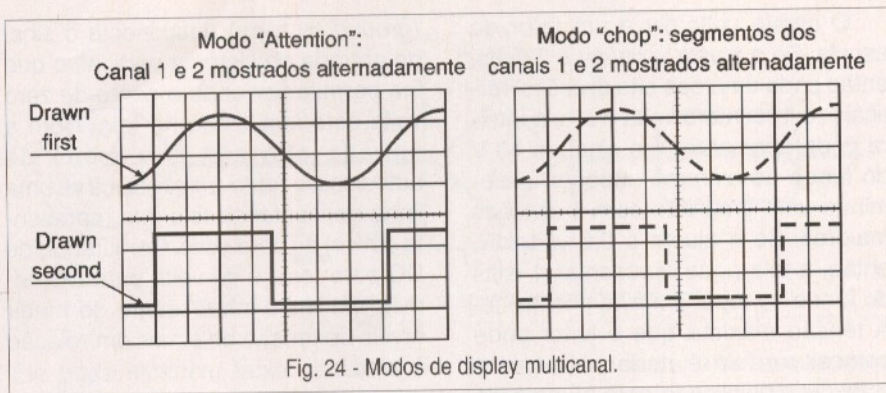 Modo "Attention":
Canal 1 e 2 mostrados alternadamente
Modo "chop": segmentos dos
canais 1 e 2 mostrados alternadamente
Drawn
first
Drawn
second
Fig. 24 - Modos de display multicanal.